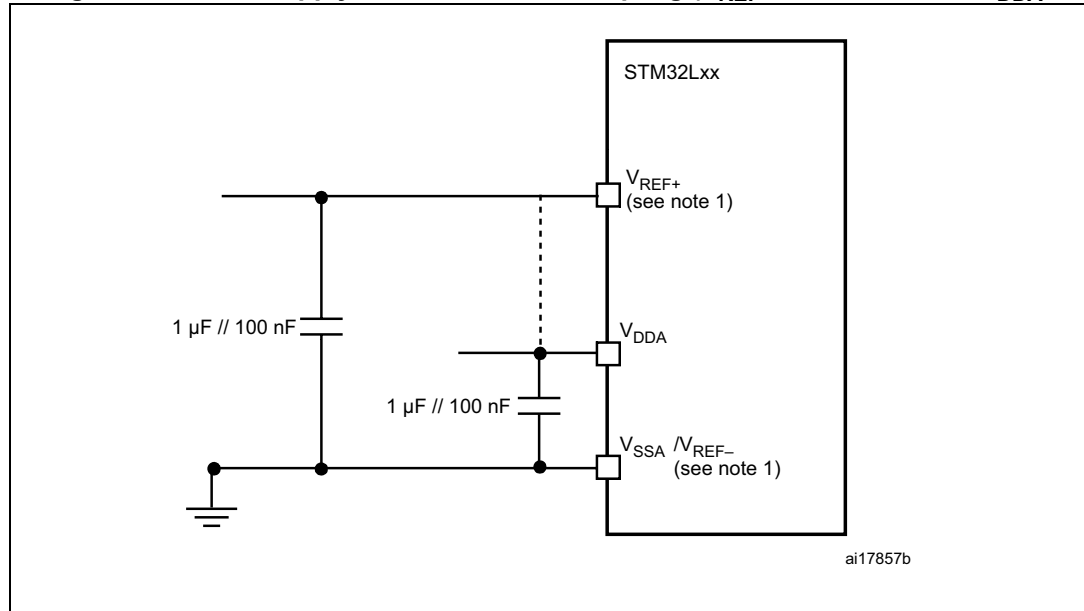 STM32Lxx
VREF+
(see note 1)
1 µF // 100 nF
VDDA
1 µF // 100 nF
VSSA /VREF–
(see note 1)
ai17857b